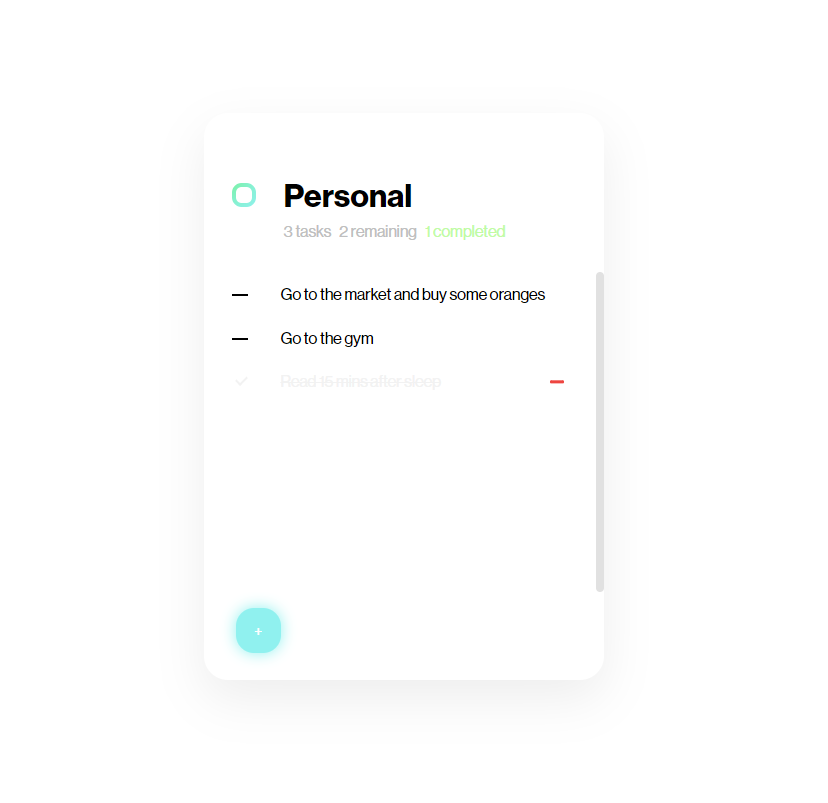 Personal
3 tasks 2 remaining 1 completed
Go to the market and buy some oranges
Go to the gym
Read 15 mins after sleep
+